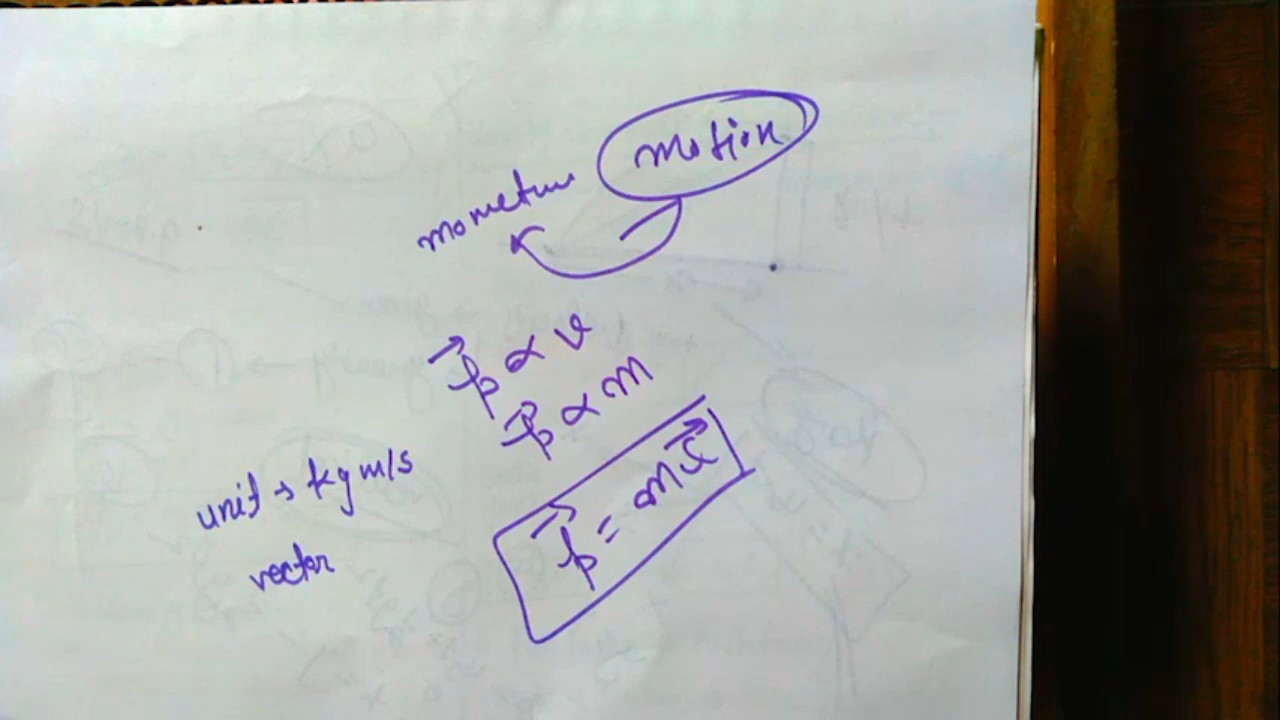 motion
momentum
p⃗ ∝ v
p⃗ ∝ m
unit → kg m/s
vector
p⃗ = mv⃗